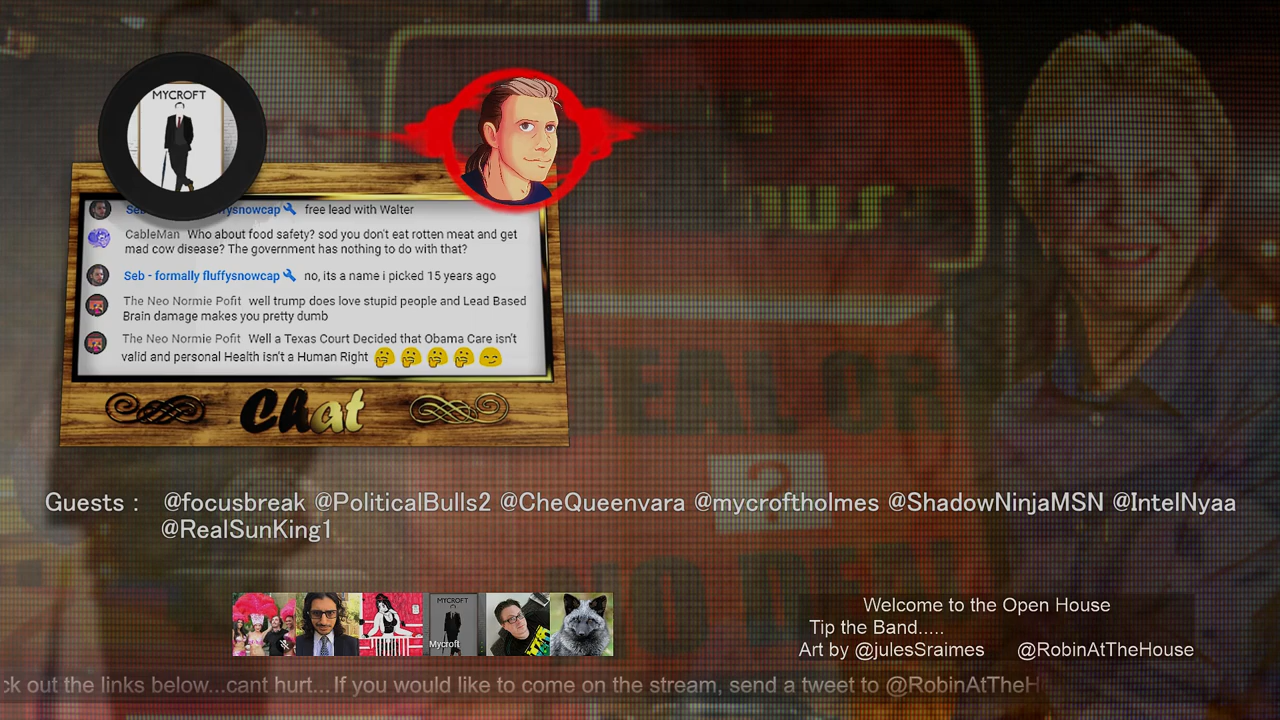 MYCROFT
Seb fluffysnowcap free lead with Walter
CableMan Who about food safety? sod you don't eat rotten meat and get
mad cow disease? The government has nothing to do with that?
Seb - formally fluffysnowcap no, its a name i picked 15 years ago
The Neo Normie Pofit well trump does love stupid people and Lead Based
Brain damage makes you pretty dumb
The Neo Normie Pofit Well a Texas Court Decided that Obama Care isn't
valid and personal Health isn't a Human Right 🤔 🤔 🤔 🤔 😏
Chat
DEAL OR
?
NO DEAL
Guests : @focusbreak @PoliticalBulls2 @CheQueenvara @mycroftholmes @ShadowNinjaMSN @IntelNyaa
@RealSunKing1
MYCROFT
Mycroft
Welcome to the Open House
Tip the Band.....
Art by @julesSraimes @RobinAtTheHouse
ck out the links below...cant hurt... If you would like to come on the stream, send a tweet to @RobinAtTheH